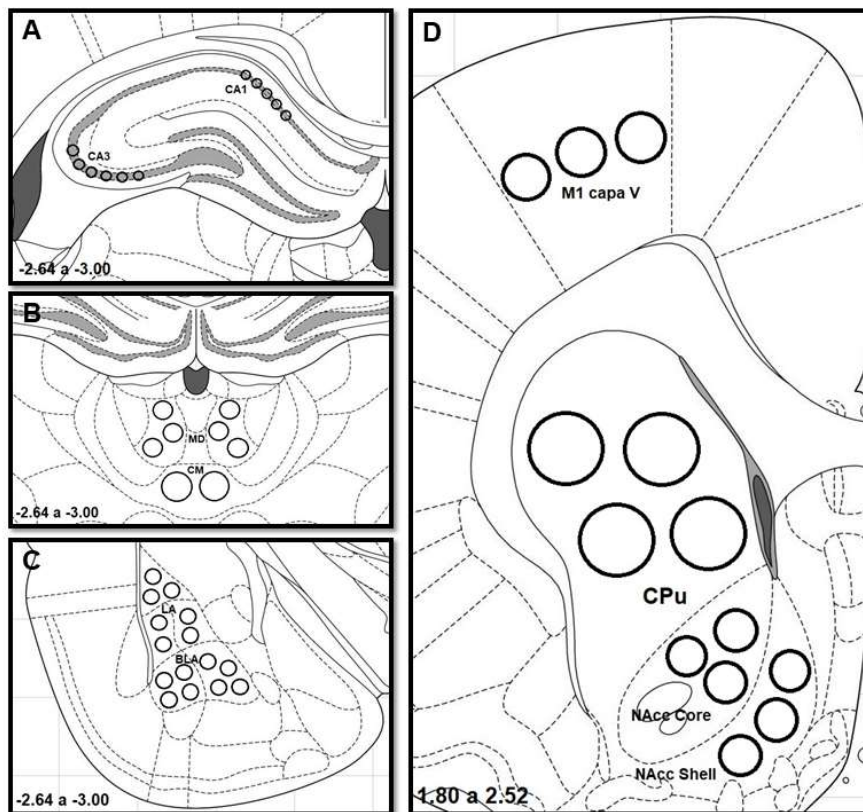 A
CA1
CA3
-2.64 a -3.00
B
MD
CM
-2.64 a -3.00
C
LA
BLA
-2.64 a -3.00
D
M1 capa V
CPu
NAcc Core
NAcc Shell
1.80 a 2.52